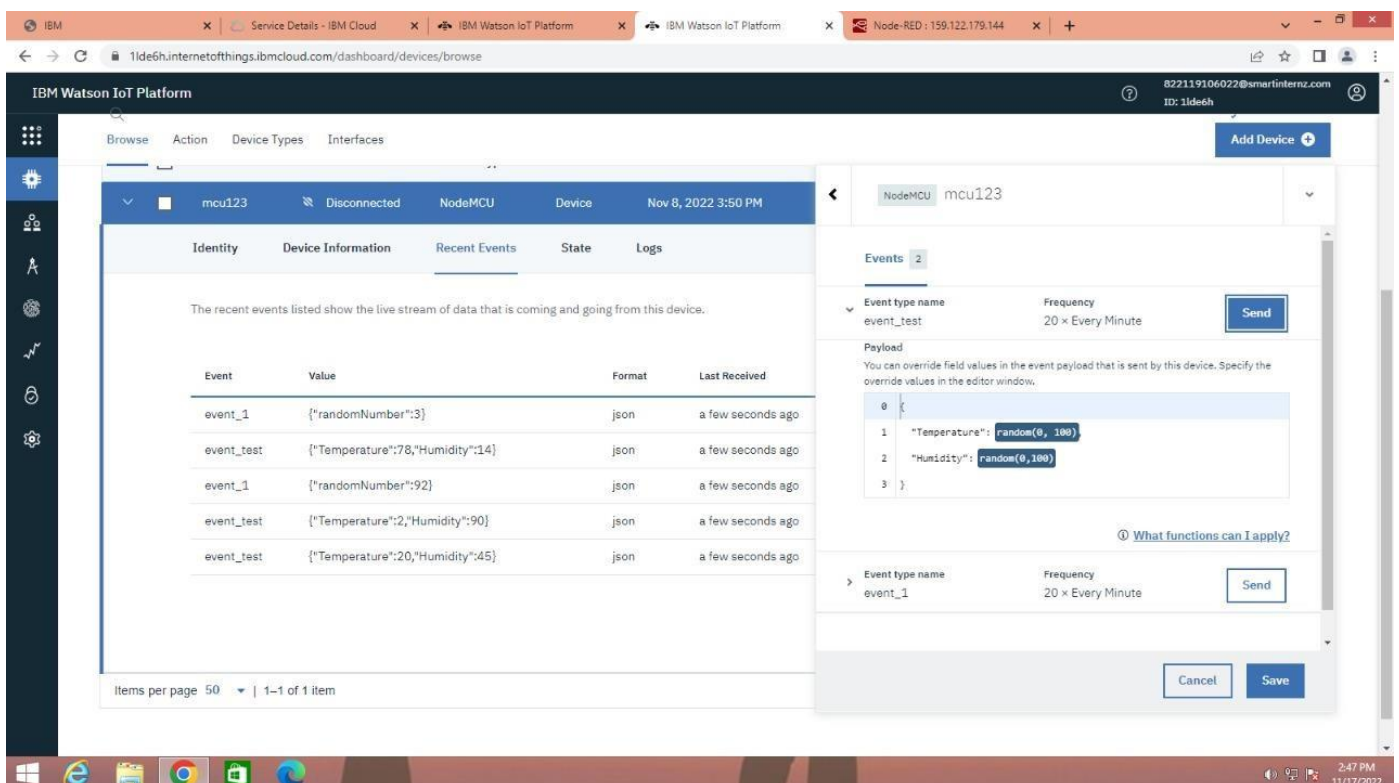 IBM
Service Details - IBM Cloud
IBM Watson IoT Platform
IBM Watson IoT Platform
Node-RED : 159.122.179.144
1lde6h.internetofthings.ibmcloud.com/dashboard/devices/browse
IBM Watson IoT Platform
822119106022@smartinternz.com
ID: 1lde6h
Browse Action Device Types Interfaces
Add Device
mcu123 Disconnected NodeMCU Device Nov 8, 2022 3:50 PM
Identity Device Information Recent Events State Logs
The recent events listed show the live stream of data that is coming and going from this device.
Event Value Format Last Received
event_1 {"randomNumber":3} json a few seconds ago
event_test {"Temperature":78,"Humidity":14} json a few seconds ago
event_1 {"randomNumber":92} json a few seconds ago
event_test {"Temperature":2,"Humidity":90} json a few seconds ago
event_test {"Temperature":20,"Humidity":45} json a few seconds ago
Items per page 50 | 1–1 of 1 item
NodeMCU mcu123
Events 2
Event type name Frequency
event_test 20 × Every Minute
Send
Payload
You can override field values in the event payload that is sent by this device. Specify the
override values in the editor window.
0 {
1 "Temperature": random(0, 100),
2 "Humidity": random(0,100)
3 }
What functions can I apply?
Event type name Frequency
event_1 20 × Every Minute
Send
Cancel Save
2:47 PM
11/17/2022